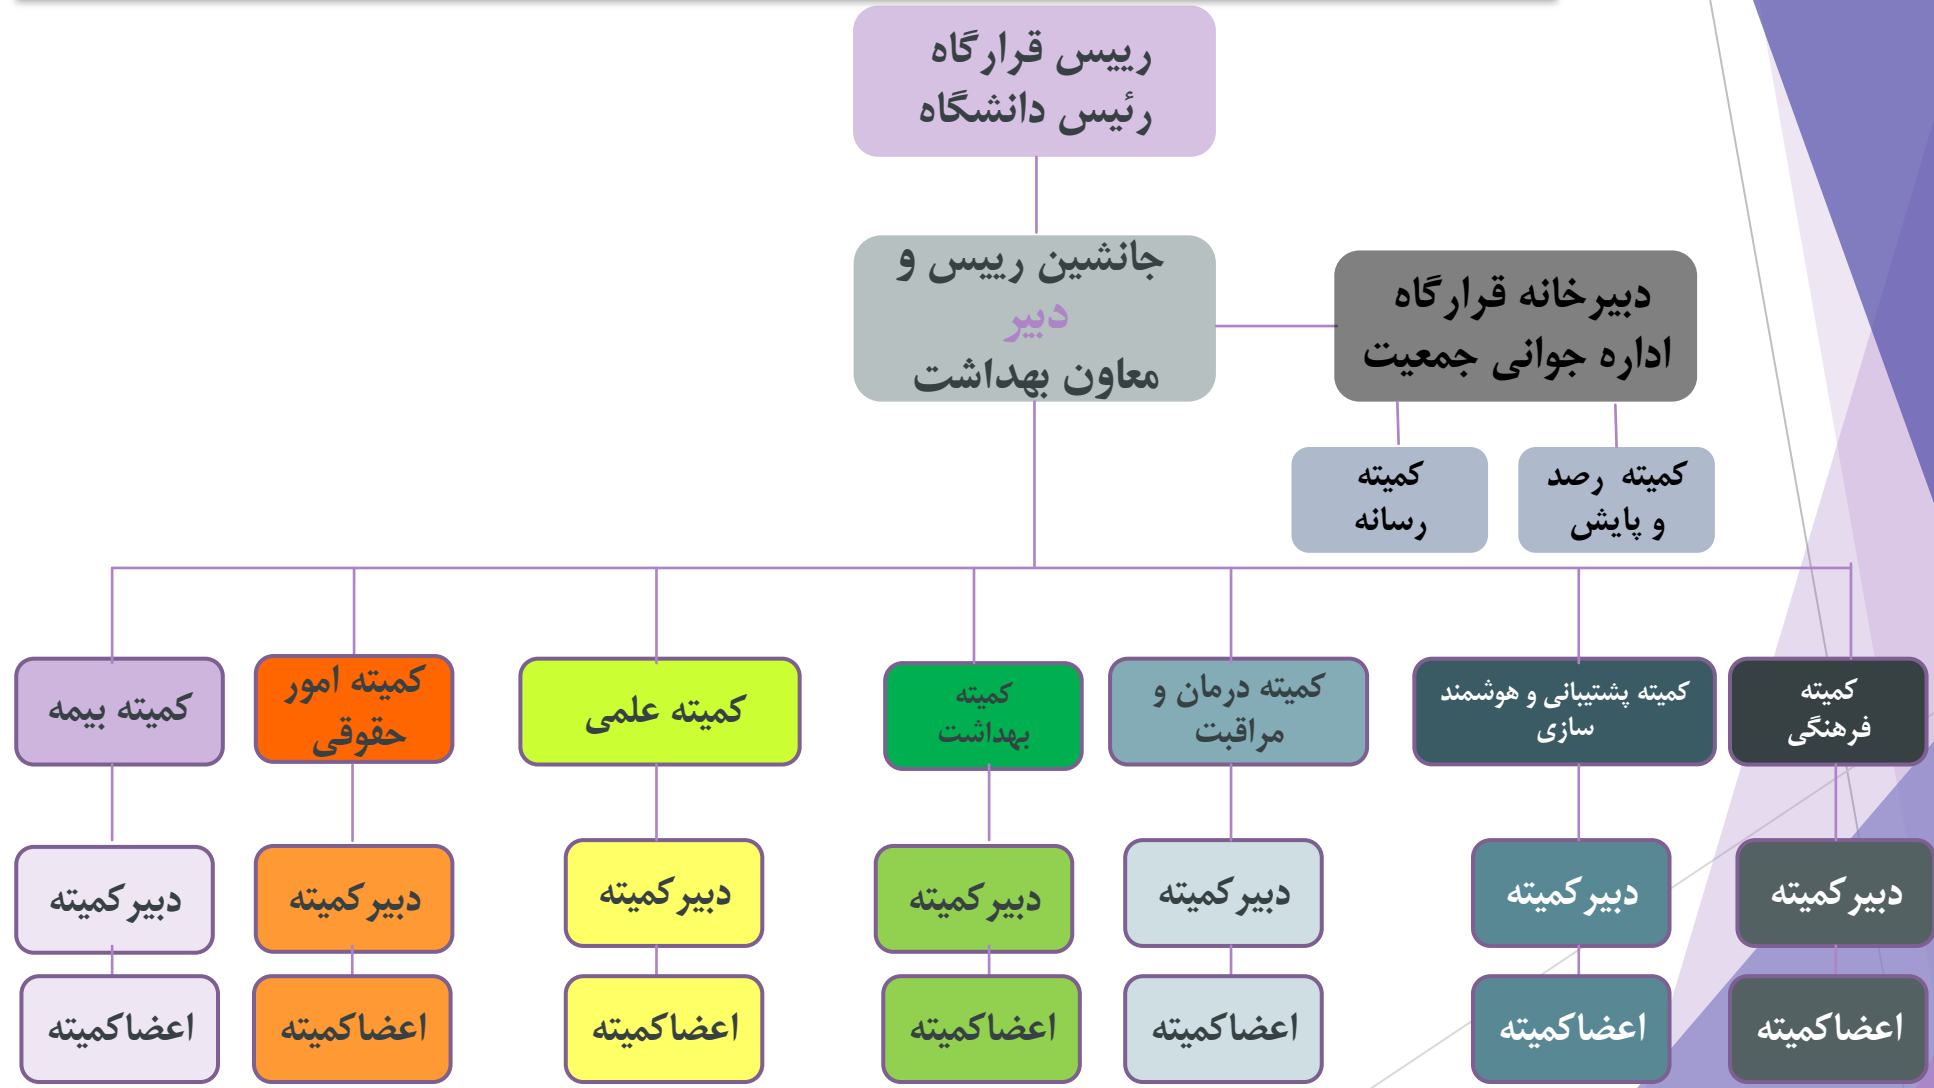 رییس قرارگاه
رئیس دانشگاه
جانشین رییس و
دبیر
معاون بهداشت
دبیرخانه قرارگاه
اداره جوانی جمعیت
کمیته رصد
و پایش
کمیته
رسانه
کمیته
فرهنگی
کمیته پشتیبانی و هوشمند
سازی
کمیته درمان و
مراقبت
کمیته
بهداشت
کمیته علمی
کمیته امور
حقوقی
کمیته بیمه
دبیرکمیته
دبیرکمیته
دبیرکمیته
دبیرکمیته
دبیرکمیته
دبیرکمیته
دبیرکمیته
اعضاکمیته
اعضاکمیته
اعضاکمیته
اعضاکمیته
اعضاکمیته
اعضاکمیته
اعضاکمیته